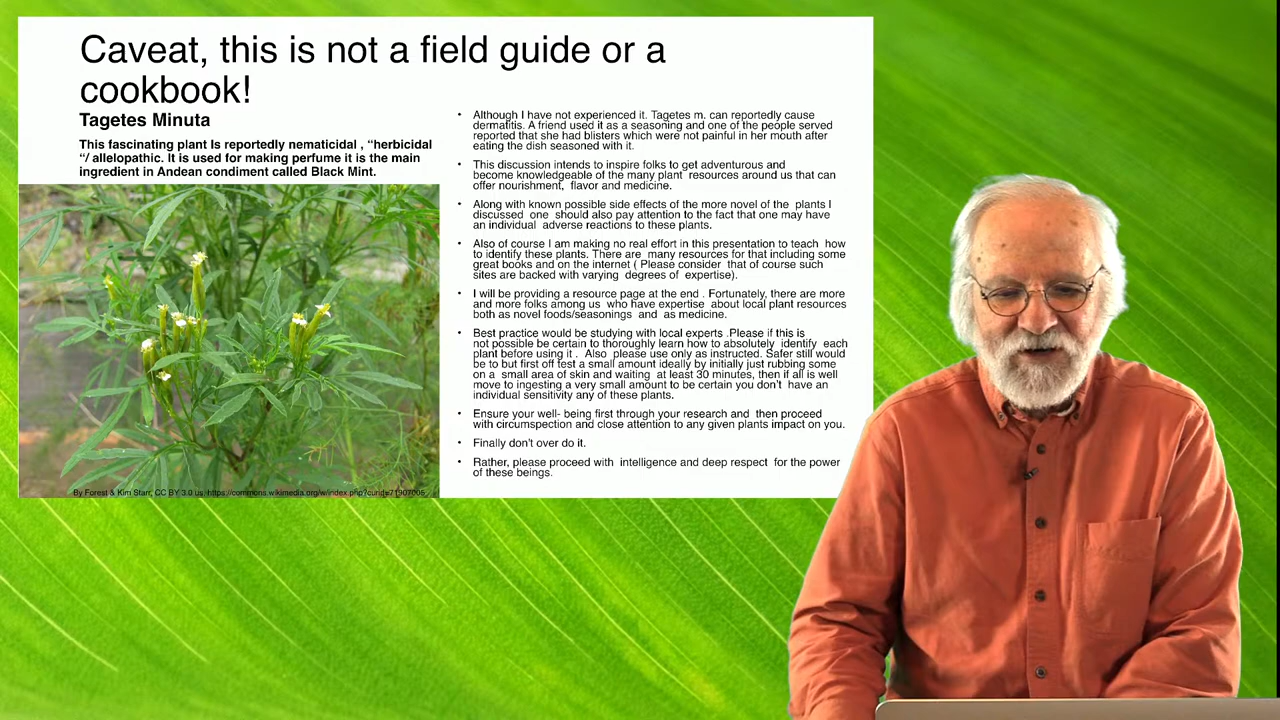 Caveat, this is not a field guide or a
cookbook!
Tagetes Minuta
This fascinating plant Is reportedly nematicidal , “herbicidal
“/ allelopathic. It is used for making perfume it is the main
ingredient in Andean condiment called Black Mint.
By Forest & Kim Starr, CC BY 3.0 us, https://commons.wikimedia.org/w/index.php?curid=71907006
• Although I have not experienced it. Tagetes m. can reportedly cause
dermatitis. A friend used it as a seasoning and one of the people served
reported that she had blisters which were not painful in her mouth after
eating the dish seasoned with it.
• This discussion intends to inspire folks to get adventurous and
become knowledgeable of the many plant resources around us that can
offer nourishment, flavor and medicine.
• Along with known possible side effects of the more novel of the plants I
discussed one should also pay attention to the fact that one may have
an individual adverse reactions to these plants.
• Also of course I am making no real effort in this presentation to teach how
to identify these plants. There are many resources for that including some
great books and on the internet ( Please consider that of course such
sites are backed with varying degrees of expertise).
• I will be providing a resource page at the end . Fortunately, there are more
and more folks among us who have expertise about local plant resources
both as novel foods/seasonings and as medicine.
• Best practice would be studying with local experts .Please if this is
not possible be certain to thoroughly learn how to absolutely identify each
plant before using it . Also please use only as instructed. Safer still would
be to but first off test a small amount ideally by initially just rubbing some
on a small area of skin and waiting at least 30 minutes, then if all is well
move to ingesting a very small amount to be certain you don’t have an
individual sensitivity any of these plants.
• Ensure your well- being first through your research and then proceed
with circumspection and close attention to any given plants impact on you.
• Finally don’t over do it.
• Rather, please proceed with intelligence and deep respect for the power
of these beings.